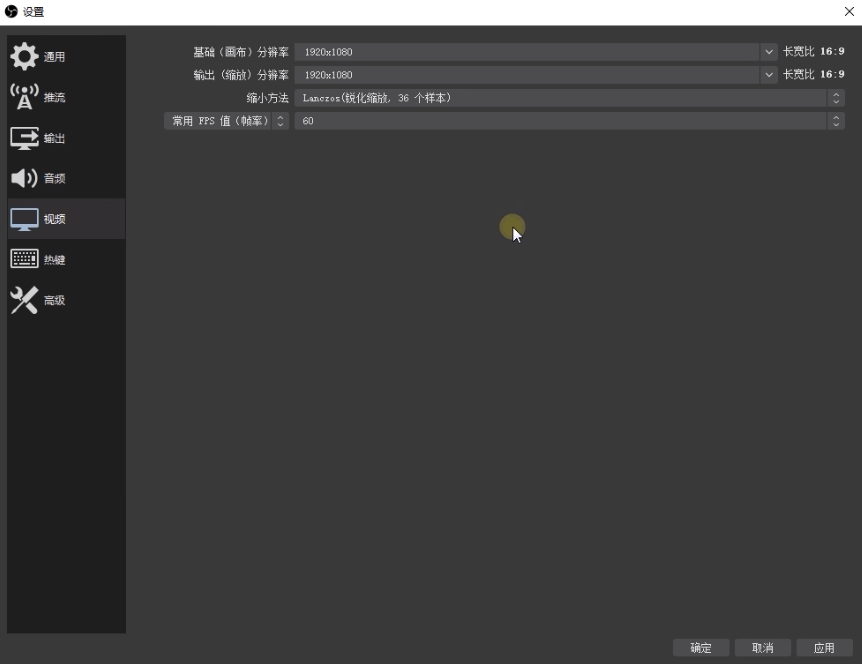 设置
通用
推流
输出
音频
视频
热键
高级
基础（画布）分辨率 1920x1080 长宽比 16:9
输出（缩放）分辨率 1920x1080 长宽比 16:9
缩小方法 Lanczos(锐化缩放, 36 个样本)
常用 FPS 值（帧率） 60
确定 取消 应用